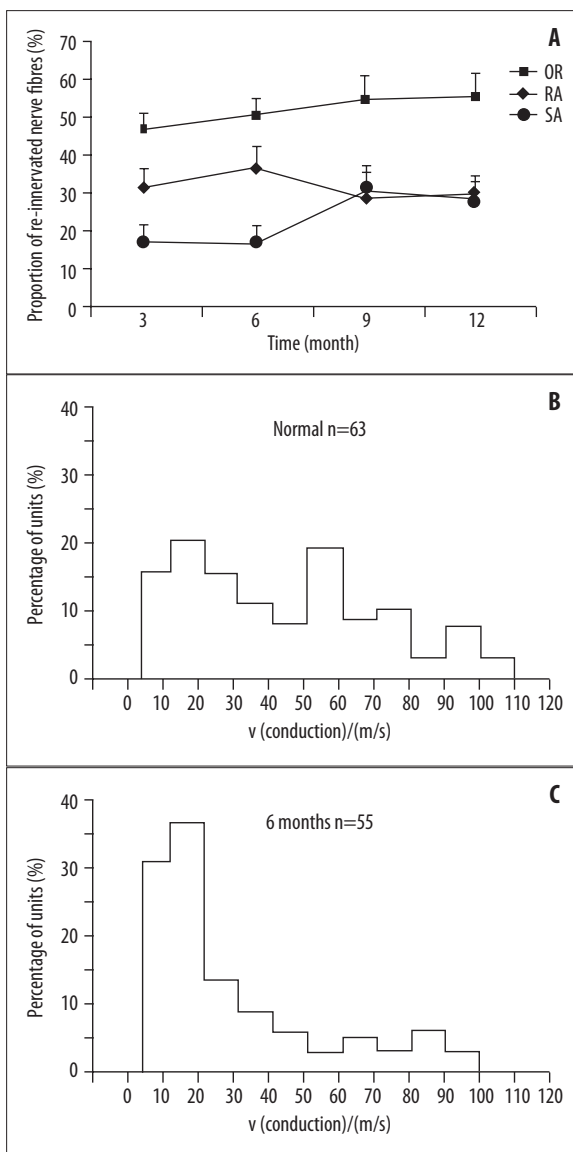 A
70
60
50
40
30
20
10
0
Proportion of re-innervated nerve fibres (%)
OR
RA
SA
3 6 9 12
Time (month)
B
40
30
20
10
0
Percentage of units (%)
Normal n=63
0 10 20 30 40 50 60 70 80 90 100 110 120
v (conduction)/(m/s)
C
40
30
20
10
0
Percentage of units (%)
6 months n=55
0 10 20 30 40 50 60 70 80 90 100 110 120
v (conduction)/(m/s)